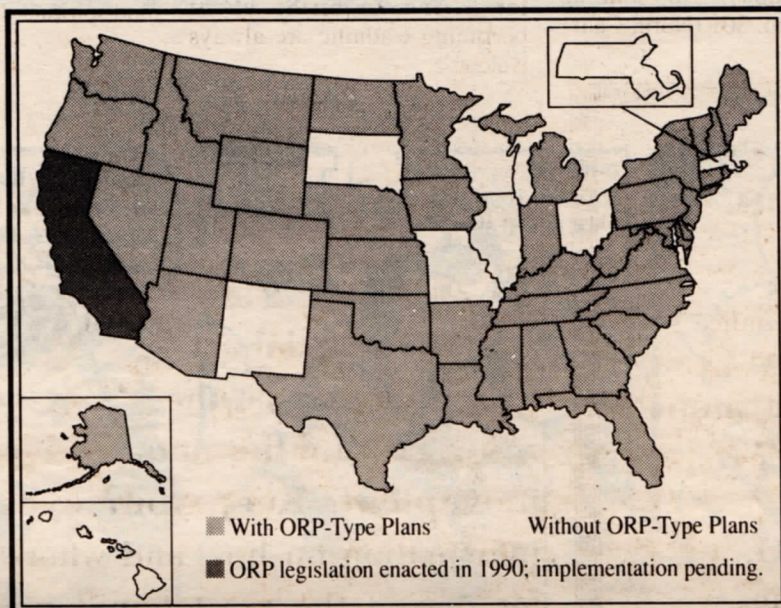 With ORP-Type Plans
Without ORP-Type Plans
ORP legislation enacted in 1990; implementation pending.